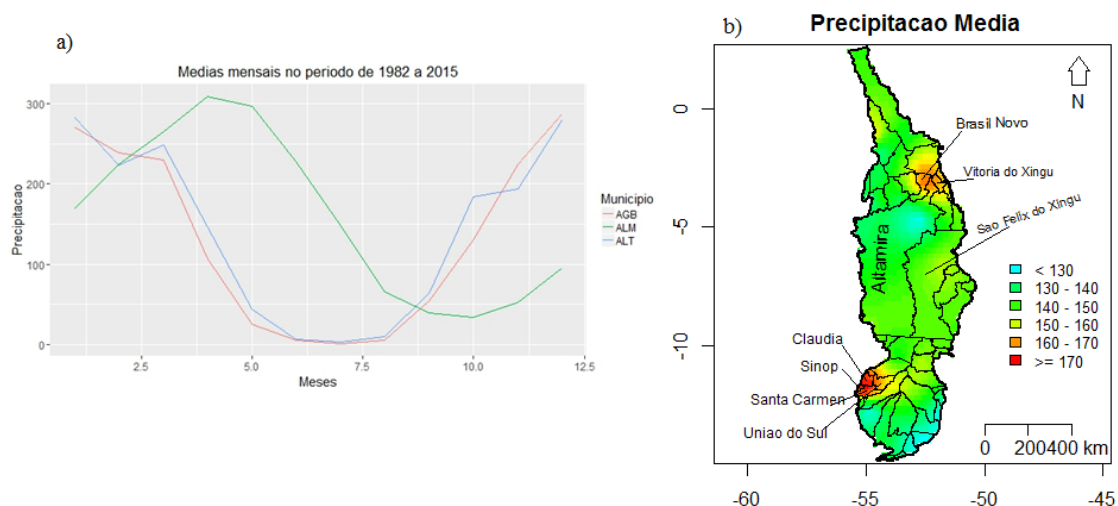 a)
Medias mensais no periodo de 1982 a 2015
300
200
100
0
Precipitacao
2.5
5.0
7.5
10.0
12.5
Meses
Municipio
AGB
ALM
ALT
b)
Precipitacao Media
N
Brasil Novo
Vitoria do Xingu
Sao Felix do Xingu
Altamira
< 130
130 - 140
140 - 150
150 - 160
160 - 170
>= 170
Claudia
Sinop
Santa Carmen
Uniao do Sul
0 200400 km
0
-5
-10
-60
-55
-50
-45